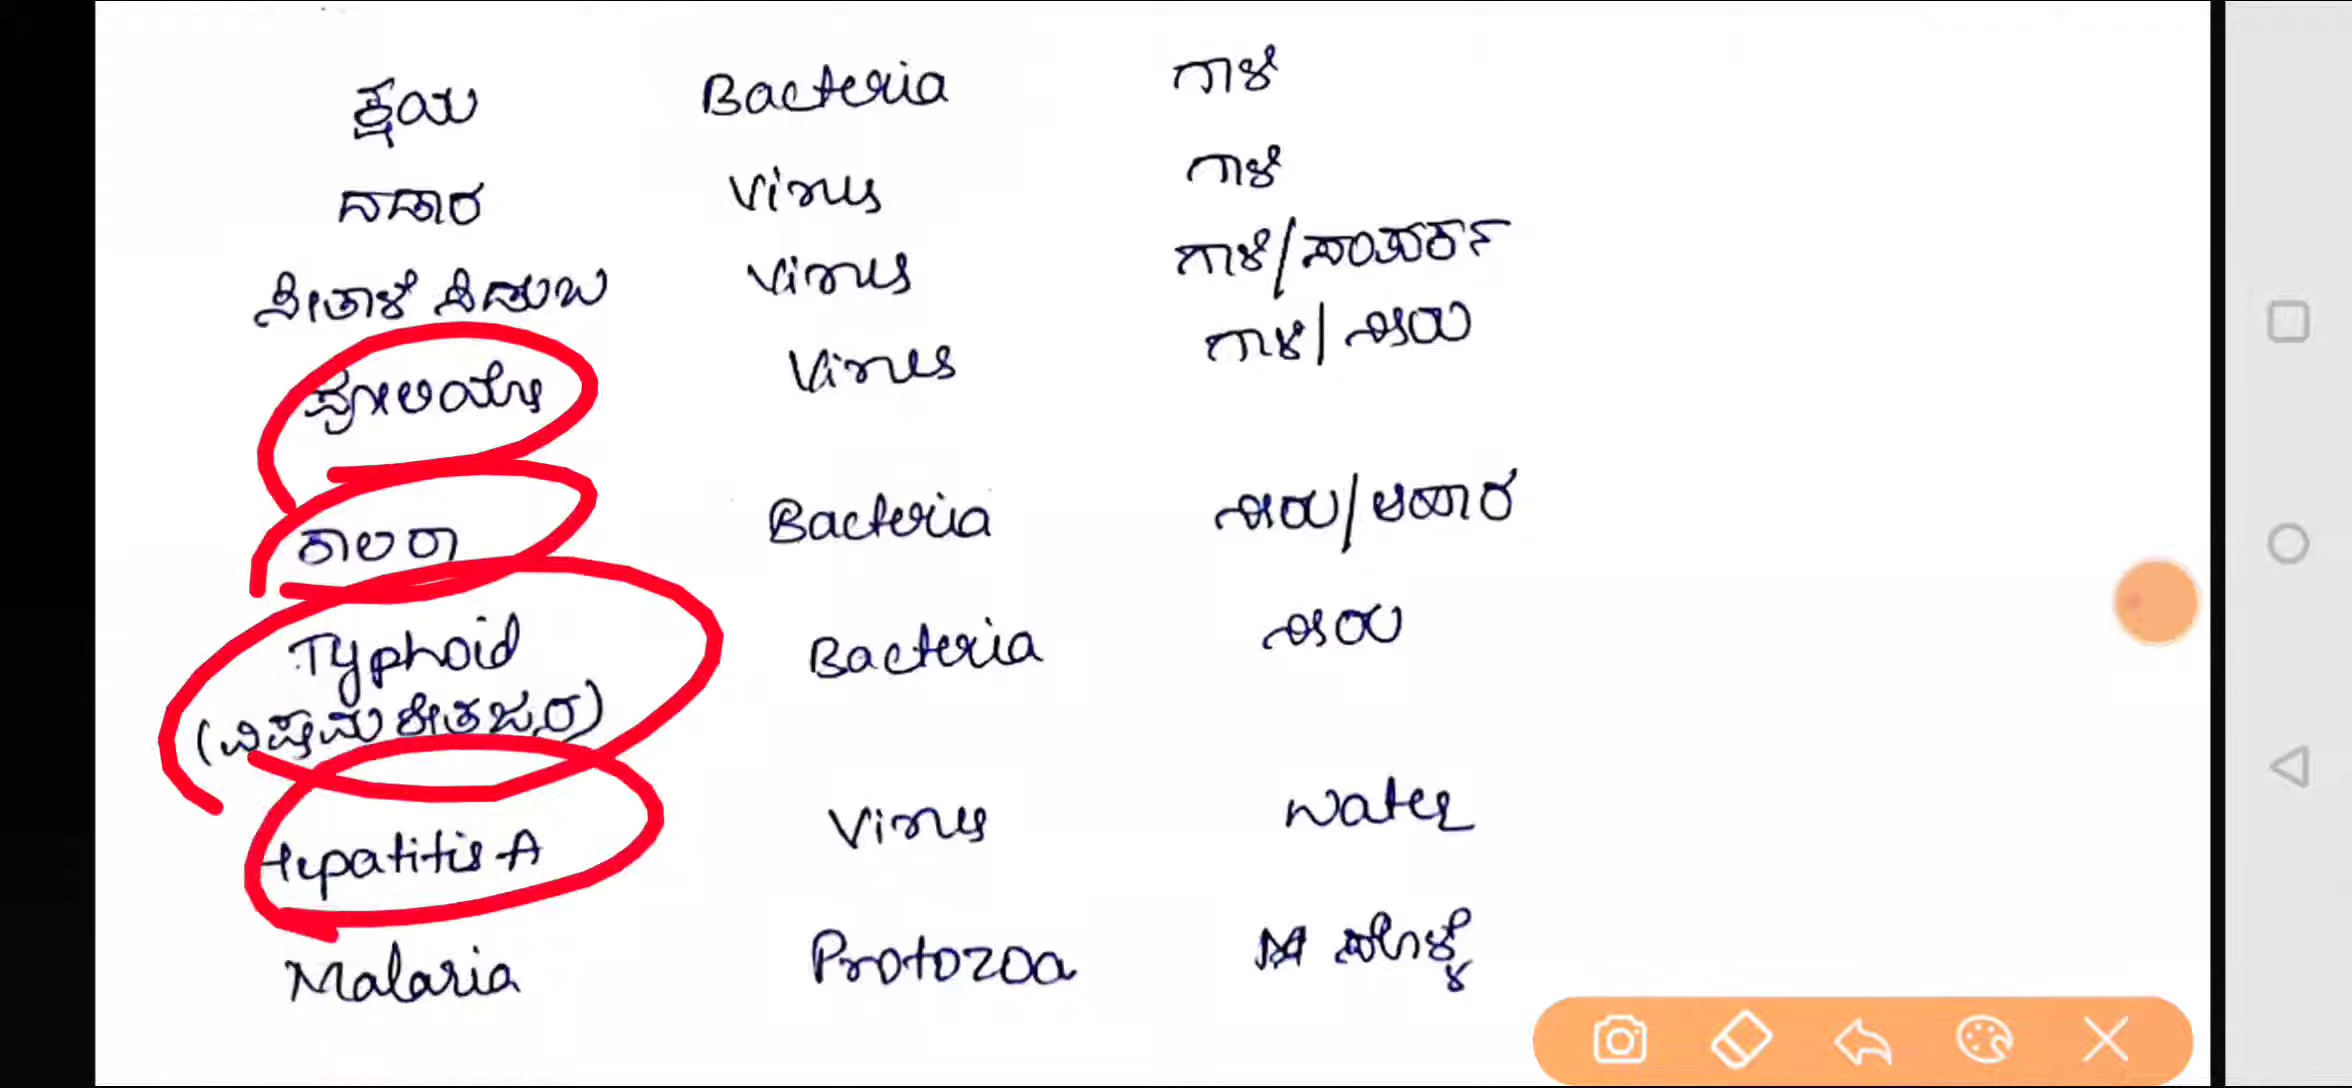 ಕ್ಷಯ Bacteria ಗಾಳಿ
ದಡಾರ Virus ಗಾಳಿ
ಸೀತಾಳೆ ಸಿಡುಬು Virus ಗಾಳಿ/ಸಂಪರ್ಕ
ಪೋಲಿಯೋ Virus ಗಾಳಿ/ನೀರು
ಕಾಲರಾ Bacteria ನೀರು/ಆಹಾರ
Typhoid Bacteria ನೀರು
(ವಿಷಮಶೀತಜ್ವರ)
Hepatitis-A Virus Water
Malaria Protozoa ಸೊಳ್ಳೆ